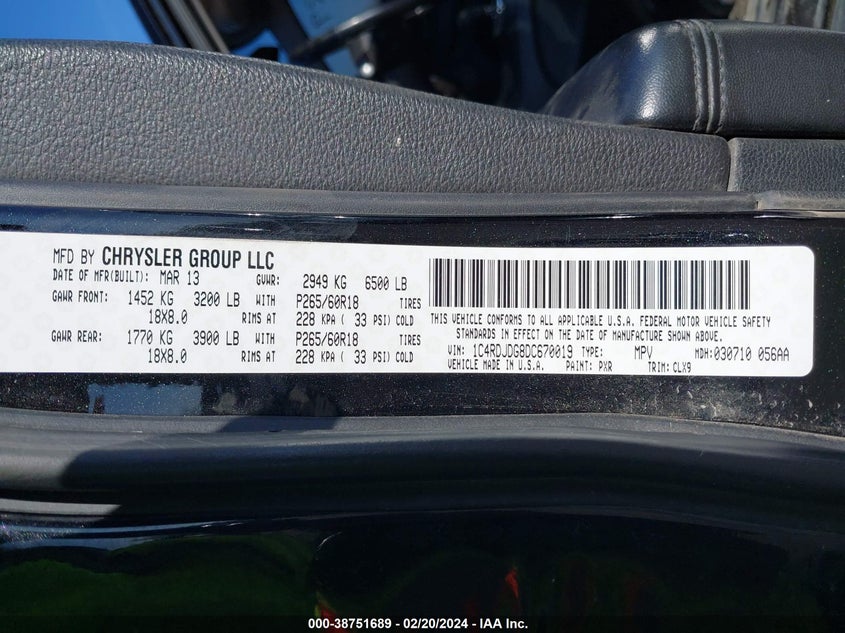 MFD BY CHRYSLER GROUP LLC
DATE OF MFR(BUILT): MAR 13 GVWR: 2949 KG 6500 LB
GAWR FRONT: 1452 KG 3200 LB WITH P265/60R18 TIRES
18X8.0 RIMS AT 228 KPA ( 33 PSI) COLD
GAWR REAR: 1770 KG 3900 LB WITH P265/60R18 TIRES
18X8.0 RIMS AT 228 KPA ( 33 PSI) COLD
THIS VEHICLE CONFORMS TO ALL APPLICABLE U.S.A. FEDERAL MOTOR VEHICLE SAFETY
STANDARDS IN EFFECT ON THE DATE OF MANUFACTURE SHOWN ABOVE.
VIN: 1C4RDJDG8DC670019 TYPE: MPV MDH: 030710 056AA
VEHICLE MADE IN U.S.A. PAINT: PXR TRIM: CLX9
000-38751689 - 02/20/2024 - IAA Inc.